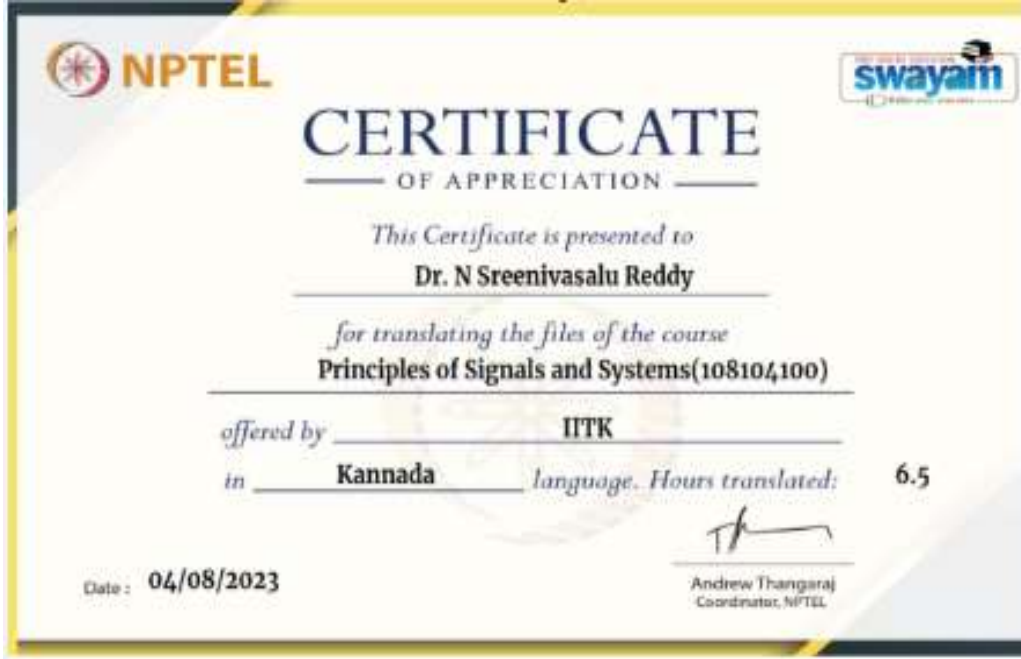 NPTEL
swayam
CERTIFICATE
OF APPRECIATION
This Certificate is presented to
Dr. N Sreenivasalu Reddy
for translating the files of the course
Principles of Signals and Systems(108104100)
offered by IITK
in Kannada language. Hours translated: 6.5
Date : 04/08/2023
Andrew Thangaraj
Coordinator, NPTEL